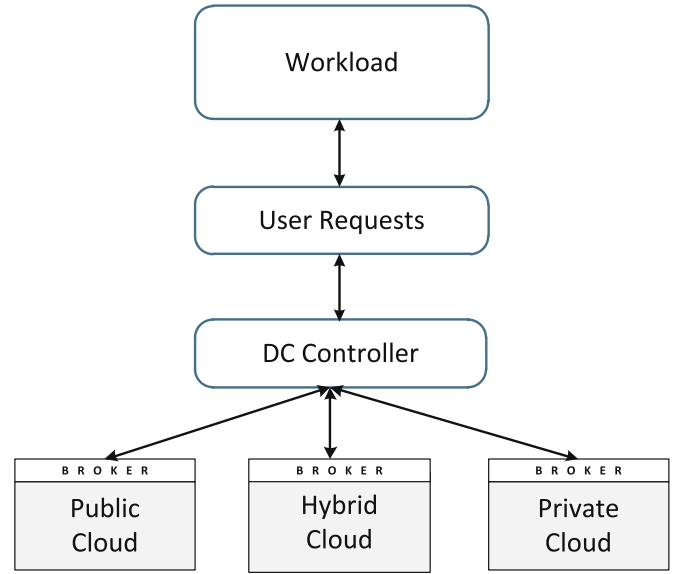 Workload
User Requests
DC Controller
BROKER
Public
Cloud
BROKER
Hybrid
Cloud
BROKER
Private
Cloud